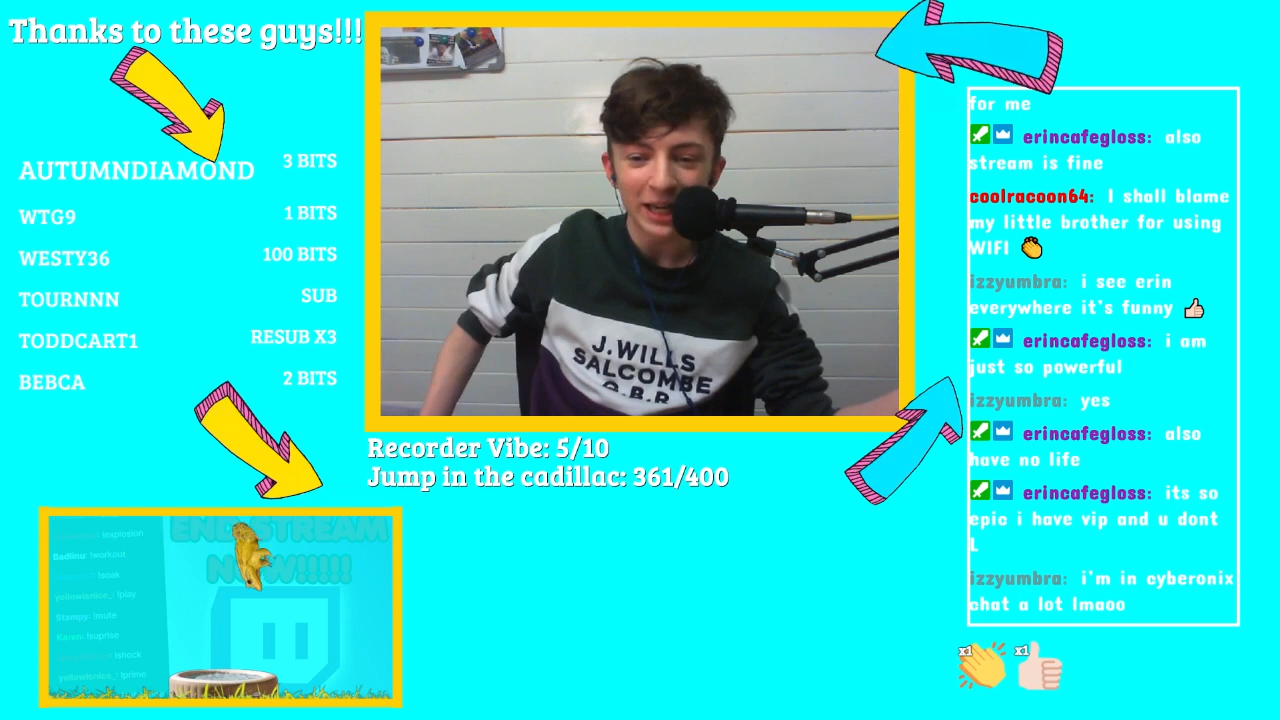 Thanks to these guys!!!
AUTUMNDIAMOND 3 BITS
WTG9 1 BITS
WESTY36 100 BITS
TOURNNN SUB
TODDCART1 RESUB X3
BEBCA 2 BITS
J.WILLS
SALCOMBE
Recorder Vibe: 5/10
Jump in the cadillac: 361/400
END STREAM
NOW!!!!!
!explosion
Badlinu: !workout
!soak
yellowisnice_: !play
Stampy: !mute
Karen: !suprise
!shock
yellowisnice_: !prime
for me
erincafegloss: also
stream is fine
coolracoon64: I shall blame
my little brother for using
WIFI
izzyumbra: i see erin
everywhere it's funny
erincafegloss: i am
just so powerful
izzyumbra: yes
erincafegloss: also
have no life
erincafegloss: its so
epic i have vip and u dont
L
izzyumbra: i'm in cyberonix
chat a lot lmaoo
x1 x1